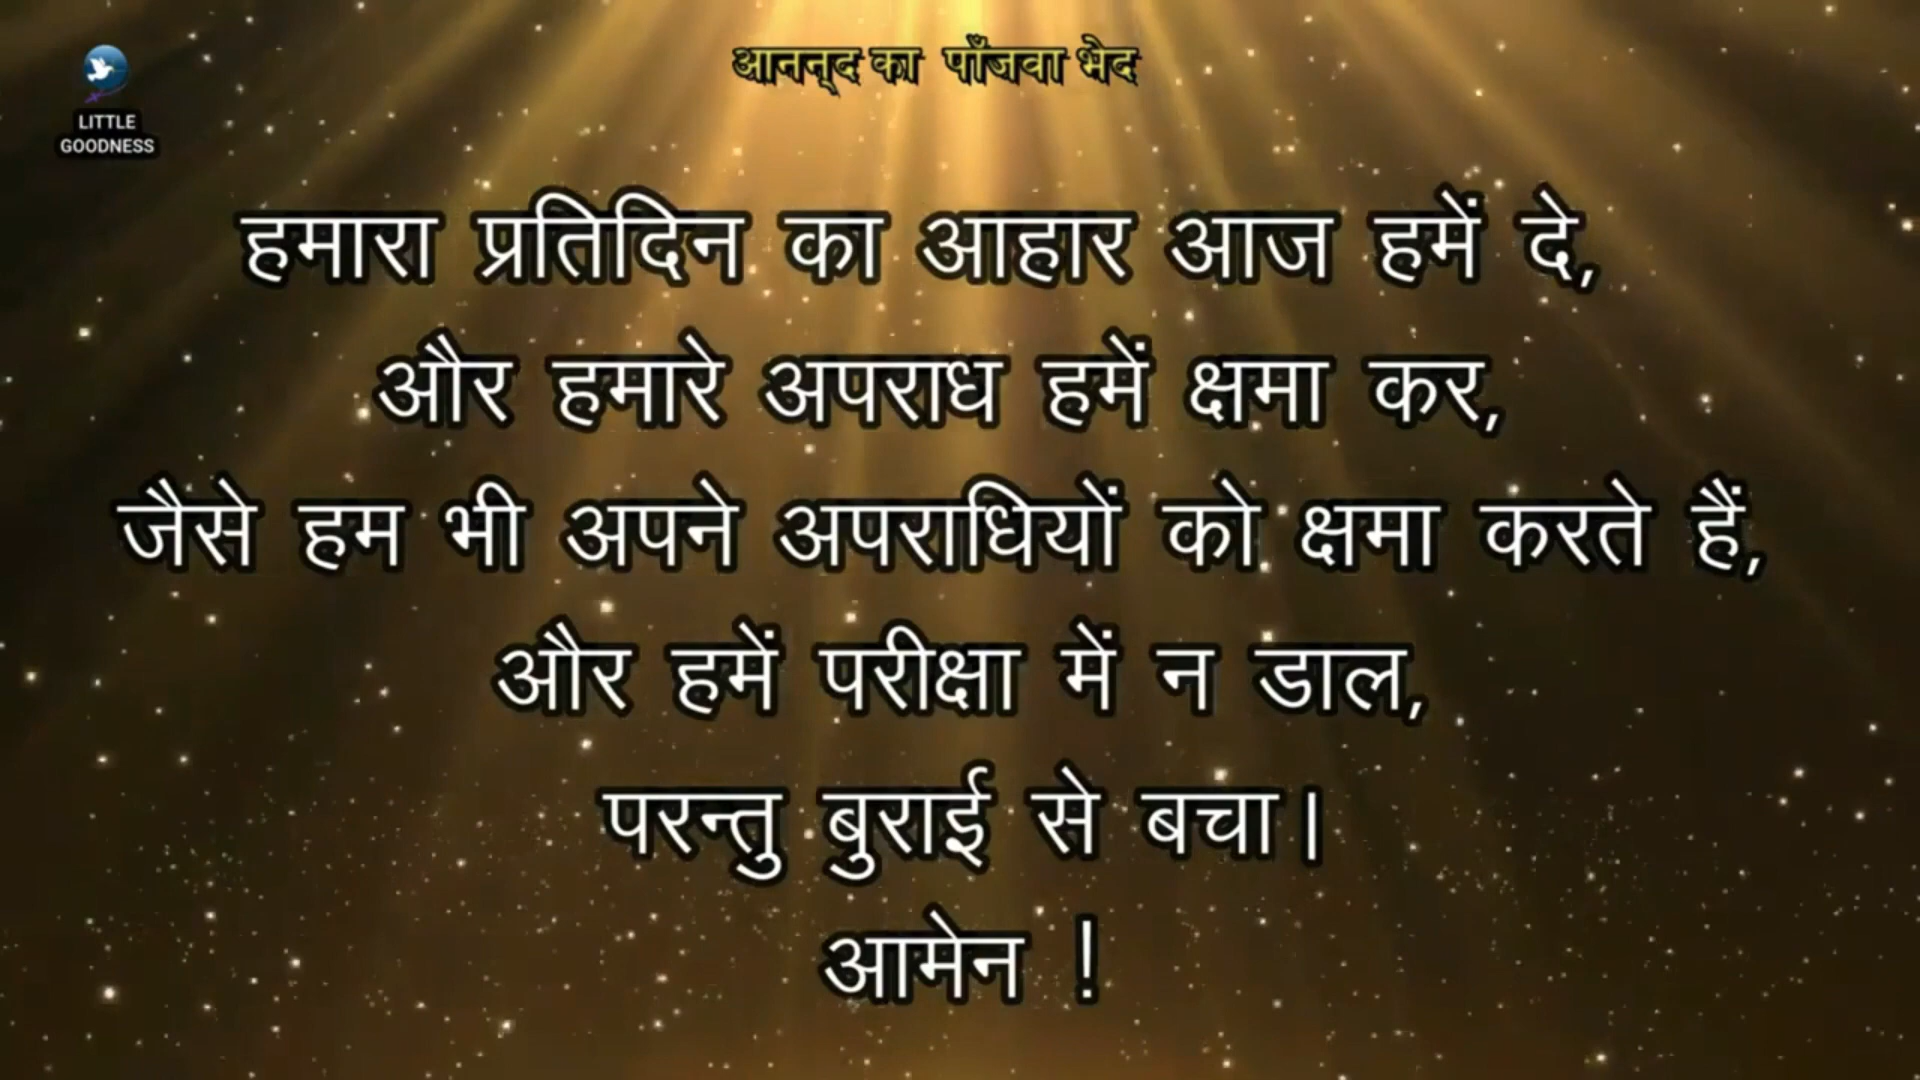 आनन्द का पाँजवा भेद
LITTLE
GOODNESS
हमारा प्रतिदिन का आहार आज हमें दे,
और हमारे अपराध हमें क्षमा कर,
जैसे हम भी अपने अपराधियों को क्षमा करते हैं,
और हमें परीक्षा में न डाल,
परन्तु बुराई से बचा।
आमेन !